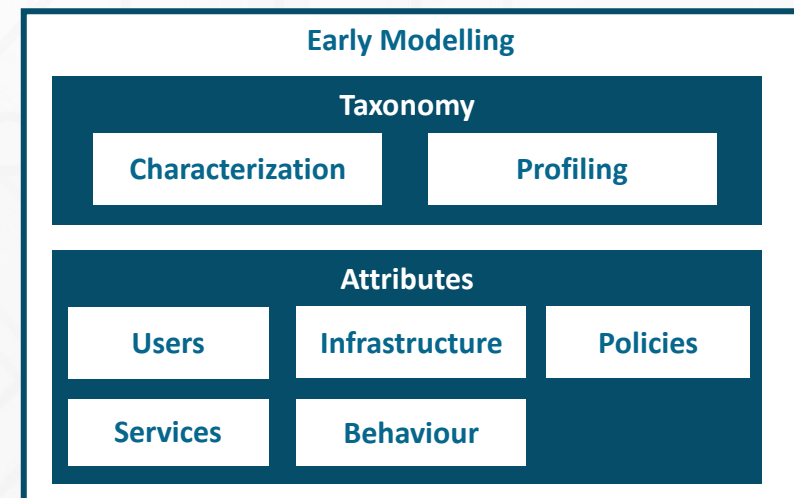 Early Modelling
Taxonomy
Characterization
Profiling
Attributes
Users
Infrastructure
Policies
Services
Behaviour